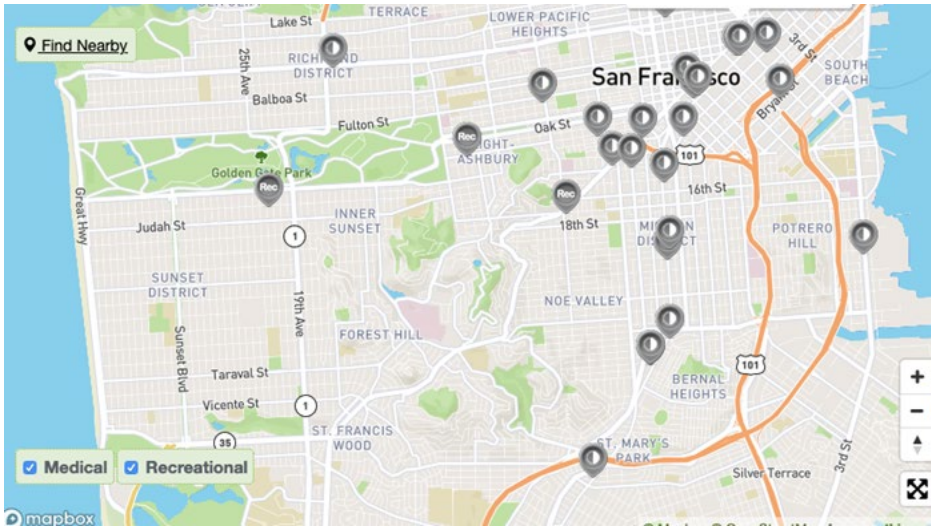 Lake St
TERRACE
LOWER PACIFIC
HEIGHTS
Find Nearby
25th Ave
RICHMOND
DISTRICT
3rd St
SOUTH
BEACH
San Francisco
Balboa St
Bryant St
Fulton St
Oak St
HAIGHT-
ASHBURY
101
Golden Gate Park
Rec
Rec
Rec
16th St
Great Hwy
Judah St
INNER
SUNSET
1
18th St
MISSION
DISTRICT
POTRERO
HILL
SUNSET
DISTRICT
19th Ave
NOE VALLEY
Sunset Blvd
FOREST HILL
101
Taraval St
BERNAL
HEIGHTS
+
−
Vicente St
1
ST. FRANCIS
WOOD
35
ST. MARY'S
PARK
3rd St
Medical
Recreational
Silver Terrace
mapbox